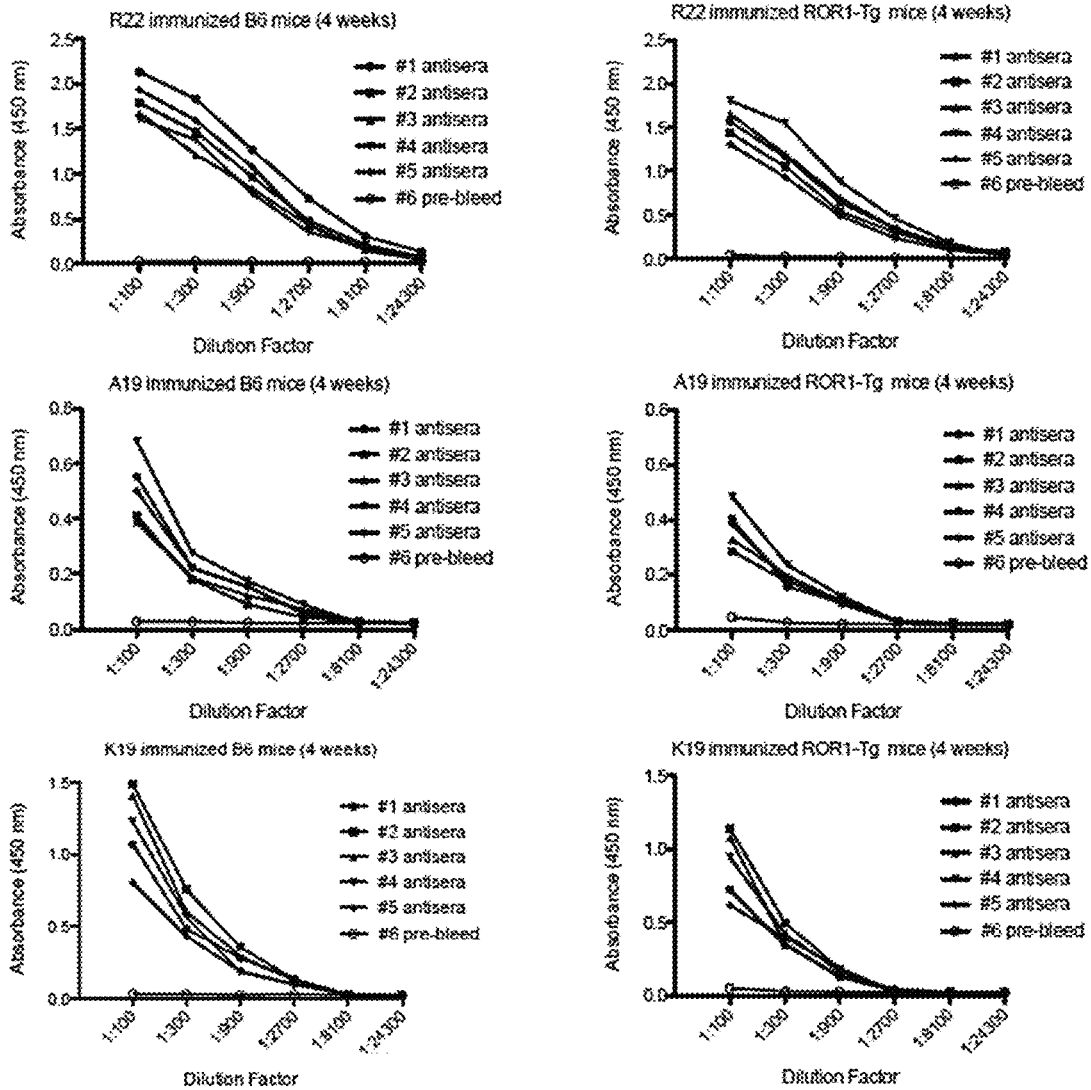 R22 immunized B6 mice (4 weeks)
Absorbance (450 nm)
2.5
2.0
1.5
1.0
0.5
0.0
1:100
1:300
1:900
1:2700
1:8100
1:24300
Dilution Factor
#1 antisera
#2 antisera
#3 antisera
#4 antisera
#5 antisera
#6 pre-bleed
R22 immunized ROR1-Tg mice (4 weeks)
Absorbance (450 nm)
2.5
2.0
1.5
1.0
0.5
0.0
1:100
1:300
1:900
1:2700
1:8100
1:24300
Dilution Factor
#1 antisera
#2 antisera
#3 antisera
#4 antisera
#5 antisera
#6 pre-bleed
A19 immunized B6 mice (4 weeks)
Absorbance (450 nm)
0.8
0.6
0.4
0.2
0.0
1:100
1:300
1:900
1:2700
1:8100
1:24300
Dilution Factor
#1 antisera
#2 antisera
#3 antisera
#4 antisera
#5 antisera
#6 pre-bleed
A19 immunized ROR1-Tg mice (4 weeks)
Absorbance (450 nm)
0.8
0.6
0.4
0.2
0.0
1:100
1:300
1:900
1:2700
1:8100
1:24300
Dilution Factor
#1 antisera
#2 antisera
#3 antisera
#4 antisera
#5 antisera
#6 pre-bleed
K19 immunized B6 mice (4 weeks)
Absorbance (450 nm)
1.5
1.0
0.5
0.0
1:100
1:300
1:900
1:2700
1:8100
1:24300
Dilution Factor
#1 antisera
#2 antisera
#3 antisera
#4 antisera
#5 antisera
#6 pre-bleed
K19 immunized ROR1-Tg mice (4 weeks)
Absorbance (450 nm)
1.5
1.0
0.5
0.0
1:100
1:300
1:900
1:2700
1:8100
1:24300
Dilution Factor
#1 antisera
#2 antisera
#3 antisera
#4 antisera
#5 antisera
#6 pre-bleed